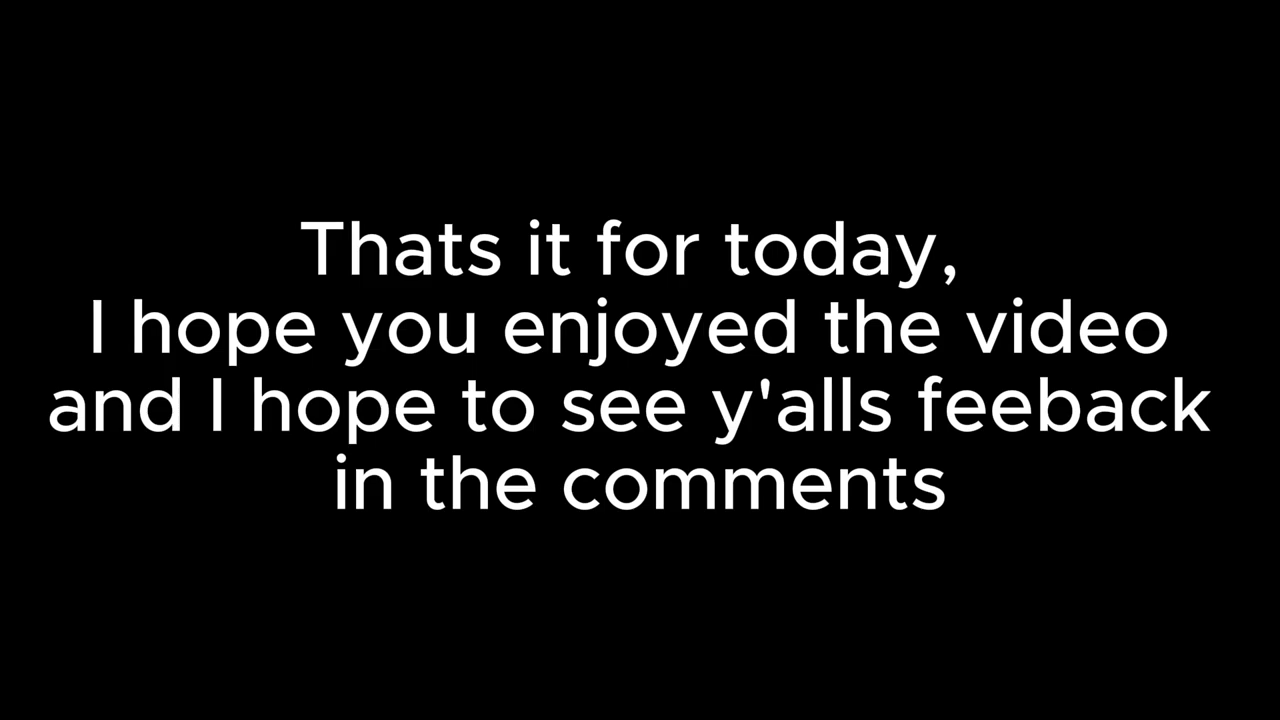 Thats it for today,
I hope you enjoyed the video
and I hope to see y'alls feeback
in the comments